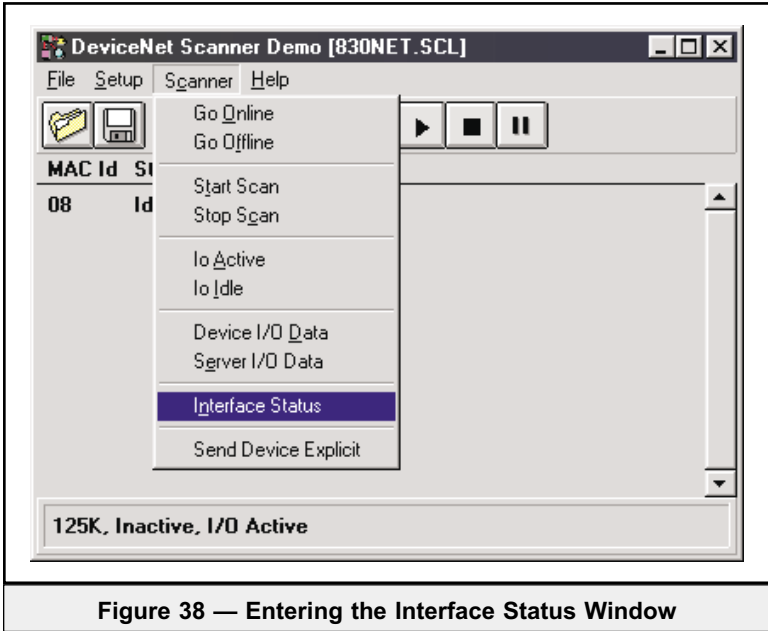 DeviceNet Scanner Demo [830NET.SCL]
File Setup Scanner Help
Go Online
Go Offline
MAC Id
Start Scan
08 Id
Stop Scan
Io Active
Io Idle
Device I/O Data
Server I/O Data
Interface Status
Send Device Explicit
125K, Inactive, I/O Active
Figure 38 — Entering the Interface Status Window